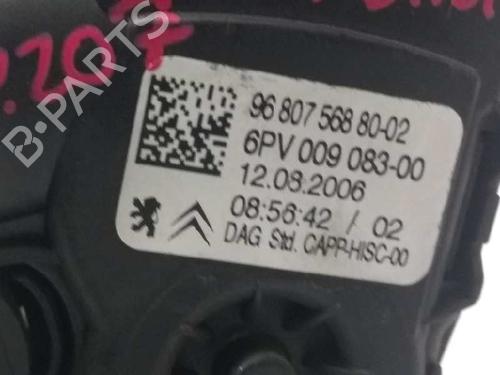 P.207
96 807 568 80-02
6PV 009 083-00
12.08.2006
08:56:42 / 02
DAG Std. CAPP-HISC-00
B-PARTS